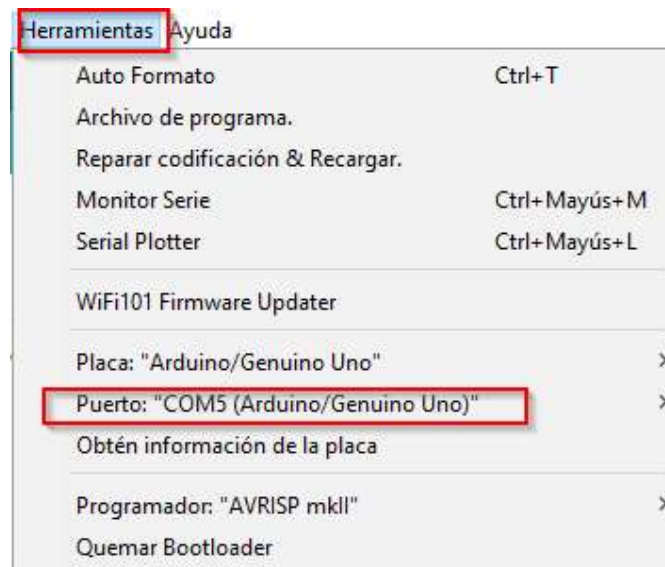 Herramientas Ayuda
Auto Formato Ctrl+T
Archivo de programa.
Reparar codificación & Recargar.
Monitor Serie Ctrl+Mayús+M
Serial Plotter Ctrl+Mayús+L
WiFi101 Firmware Updater
Placa: "Arduino/Genuino Uno"
Puerto: "COM5 (Arduino/Genuino Uno)"
Obtén información de la placa
Programador: "AVRISP mkII"
Quemar Bootloader